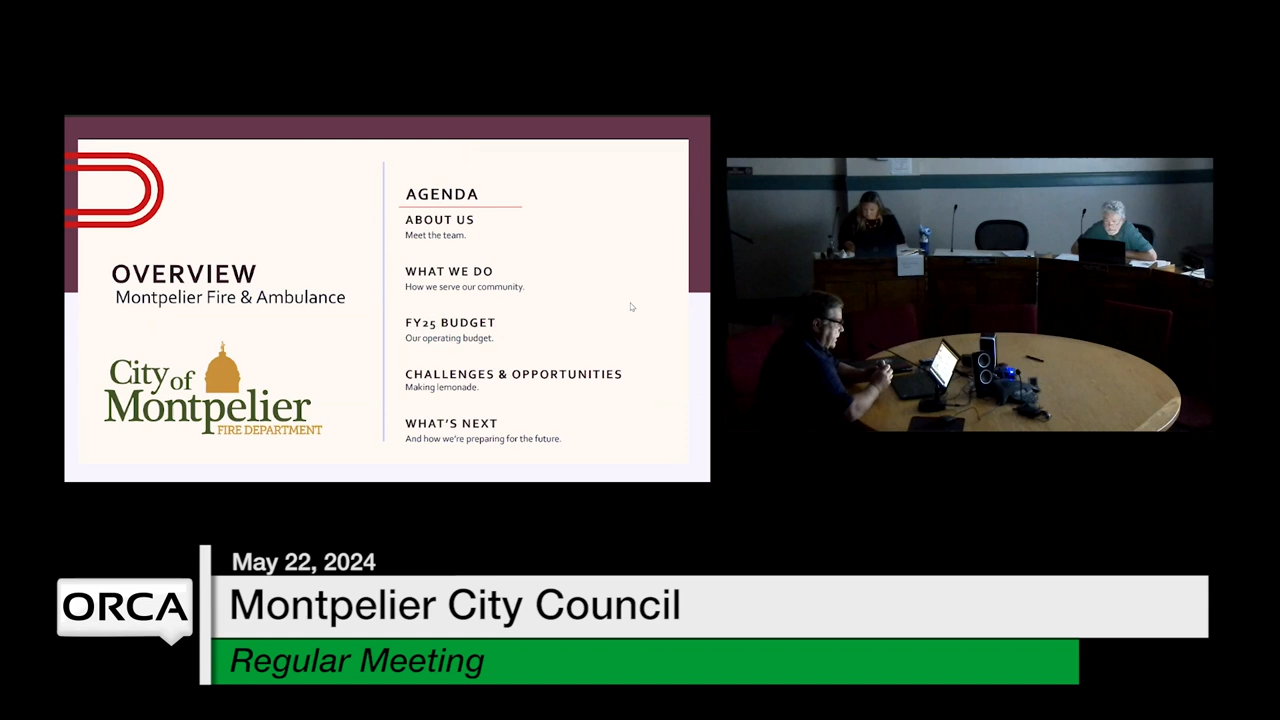 OVERVIEW
Montpelier Fire & Ambulance
City of
Montpelier
FIRE DEPARTMENT
AGENDA
ABOUT US
Meet the team.
WHAT WE DO
How we serve our community.
FY25 BUDGET
Our operating budget.
CHALLENGES & OPPORTUNITIES
Making lemonade.
WHAT'S NEXT
And how we're preparing for the future.
May 22, 2024
ORCA
Montpelier City Council
Regular Meeting